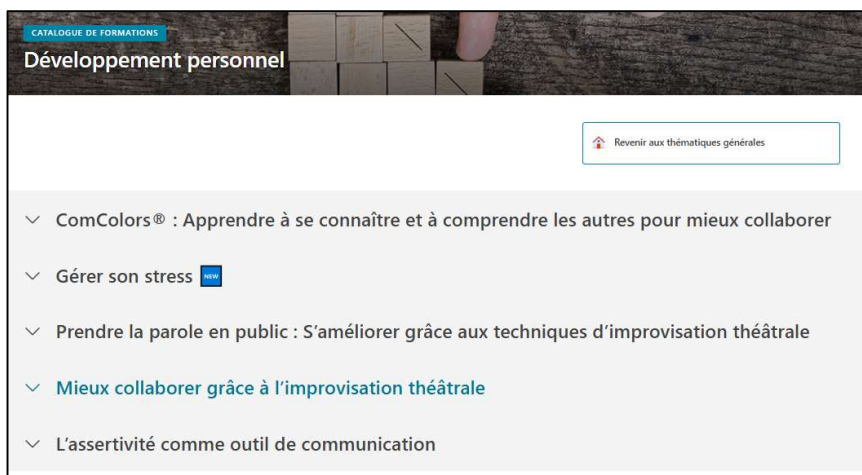 CATALOGUE DE FORMATIONS
Développement personnel
Revenir aux thématiques générales
ComColors® : Apprendre à se connaître et à comprendre les autres pour mieux collaborer
Gérer son stress NEW
Prendre la parole en public : S’améliorer grâce aux techniques d’improvisation théâtrale
Mieux collaborer grâce à l’improvisation théâtrale
L’assertivité comme outil de communication